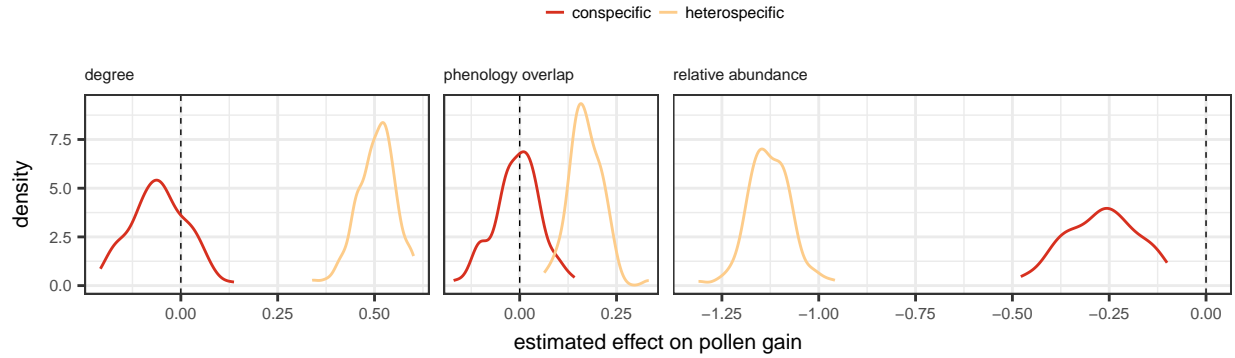 conspecific heterospecific
degree phenology overlap relative abundance
7.5
5.0
2.5
0.0
density
0.00 0.25 0.50 0.00 0.25 −1.25 −1.00 −0.75 −0.50 −0.25 0.00
estimated effect on pollen gain